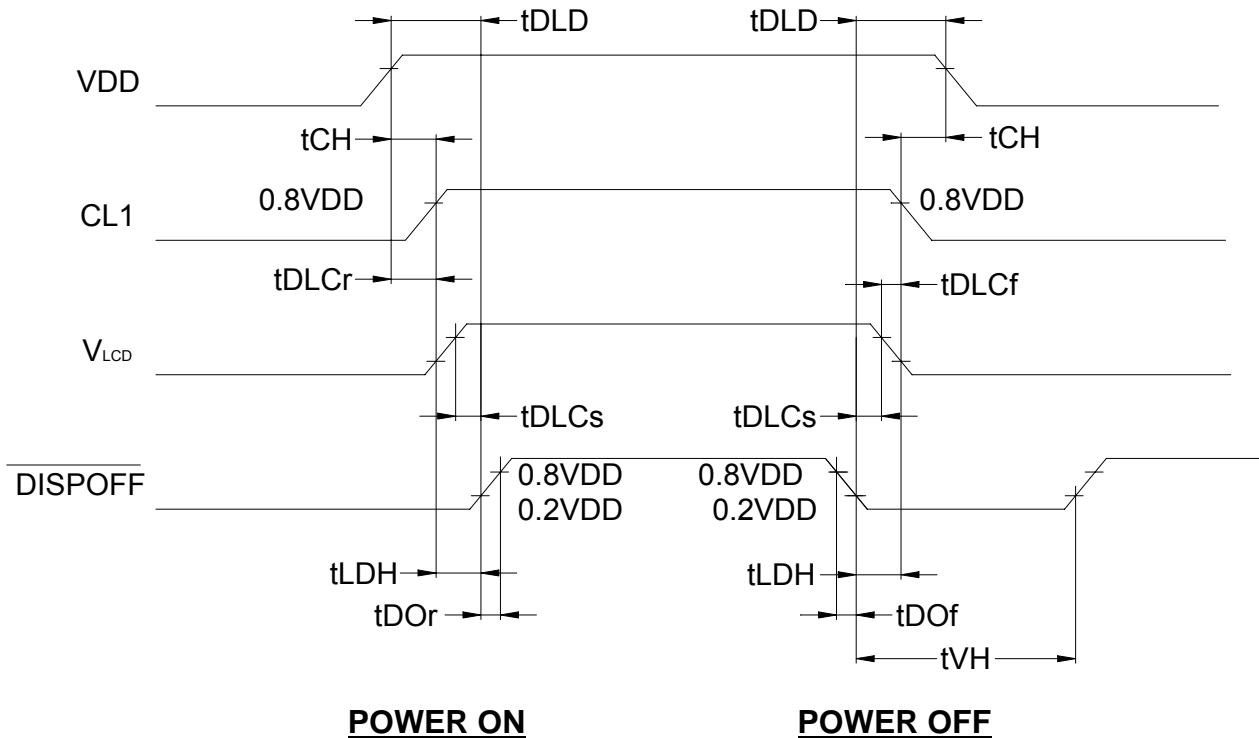 tDLD tDLD
VDD
tCH tCH
0.8VDD 0.8VDD
CL1
tDLCr tDLCf
VLCD
tDLCs tDLCs
DISPOFF
0.8VDD 0.8VDD
0.2VDD 0.2VDD
tLDH tLDH
tDOr tDOf
tVH
POWER ON POWER OFF